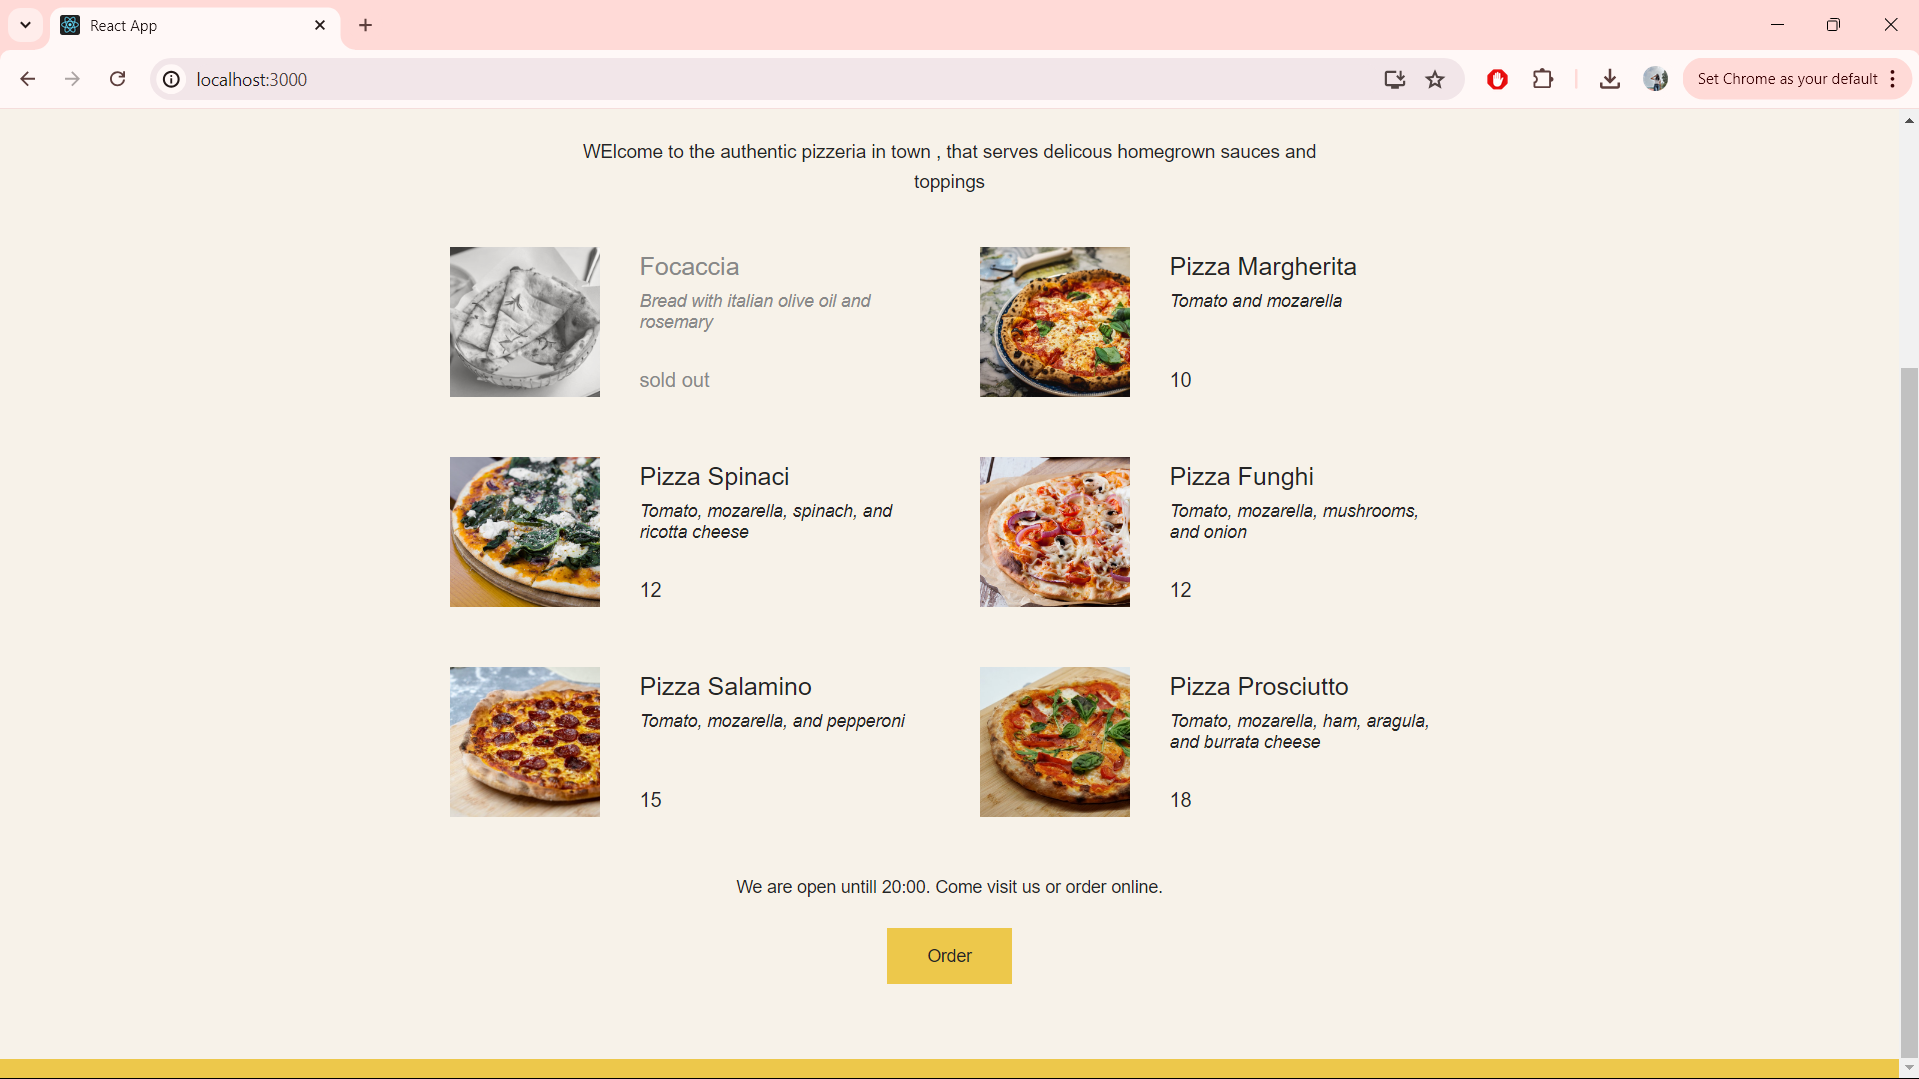 React App
localhost:3000
Set Chrome as your default
WElcome to the authentic pizzeria in town , that serves delicous homegrown sauces and
toppings
Focaccia
Bread with italian olive oil and
rosemary
sold out
Pizza Margherita
Tomato and mozarella
10
Pizza Spinaci
Tomato, mozarella, spinach, and
ricotta cheese
12
Pizza Funghi
Tomato, mozarella, mushrooms,
and onion
12
Pizza Salamino
Tomato, mozarella, and pepperoni
15
Pizza Prosciutto
Tomato, mozarella, ham, aragula,
and burrata cheese
18
We are open untill 20:00. Come visit us or order online.
Order